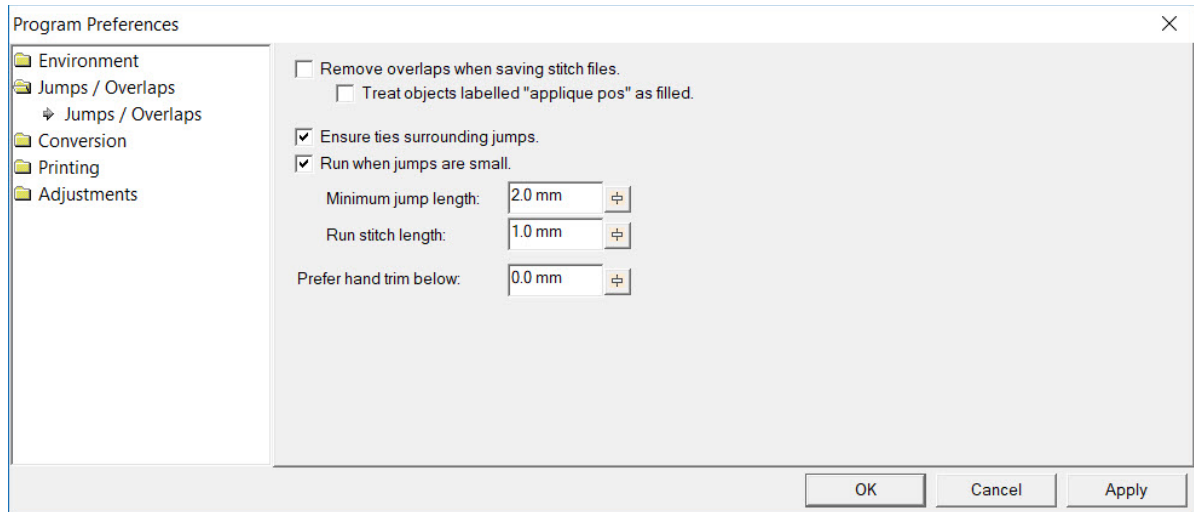 Program Preferences
Environment
Jumps / Overlaps
Jumps / Overlaps
Conversion
Printing
Adjustments
Remove overlaps when saving stitch files.
Treat objects labelled "applique pos" as filled.
Ensure ties surrounding jumps.
Run when jumps are small.
Minimum jump length: 2.0 mm
Run stitch length: 1.0 mm
Prefer hand trim below: 0.0 mm
OK Cancel Apply